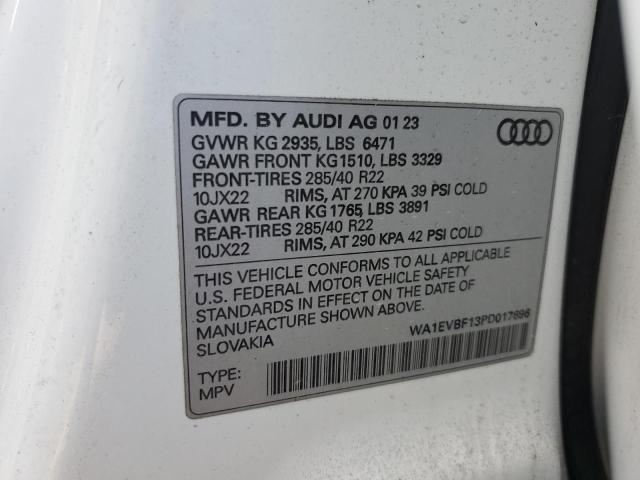 MFD. BY AUDI AG 01 23
GVWR KG 2935, LBS 6471
GAWR FRONT KG1510, LBS 3329
FRONT-TIRES 285/40 R22
10JX22 RIMS, AT 270 KPA 39 PSI COLD
GAWR REAR KG 1765, LBS 3891
REAR-TIRES 285/40 R22
10JX22 RIMS, AT 290 KPA 42 PSI COLD
THIS VEHICLE CONFORMS TO ALL APPLICABLE
U.S. FEDERAL MOTOR VEHICLE SAFETY
STANDARDS IN EFFECT ON THE DATE OF
MANUFACTURE SHOWN ABOVE.
SLOVAKIA
WA1EVBF13PD017696
TYPE:
MPV